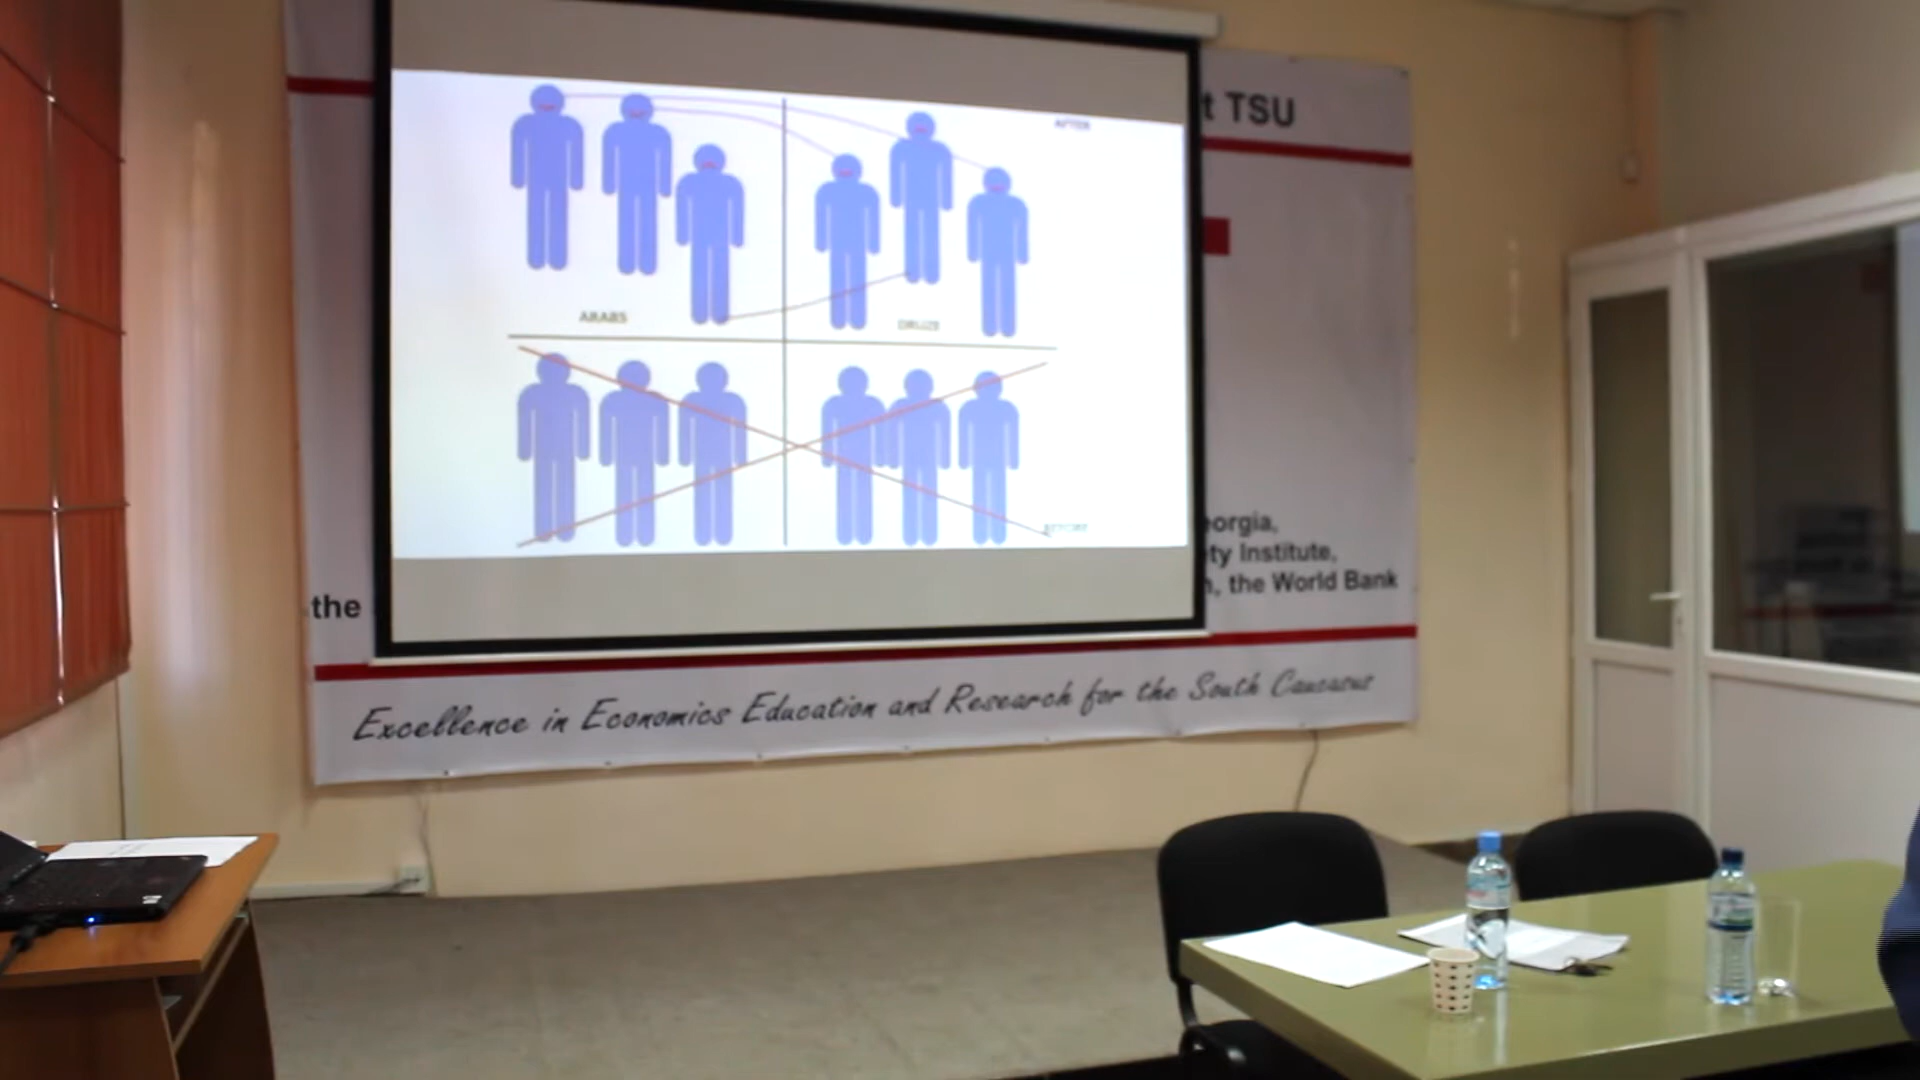 t TSU
AFTER
ARABS
DRUZE
BEFORE
eorgia,
ty Institute,
the
n, the World Bank
Excellence in Economics Education and Research for the South Caucasus